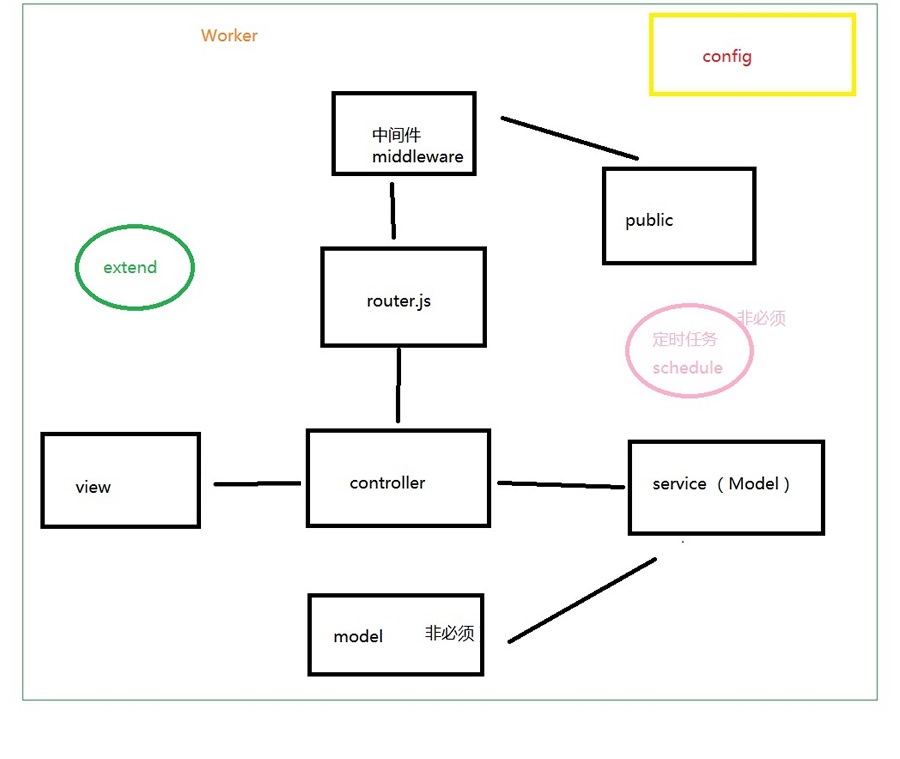 Worker
config
中间件
middleware
public
extend
router.js
非必须
定时任务
schedule
view
controller
service （Model）
model 非必须